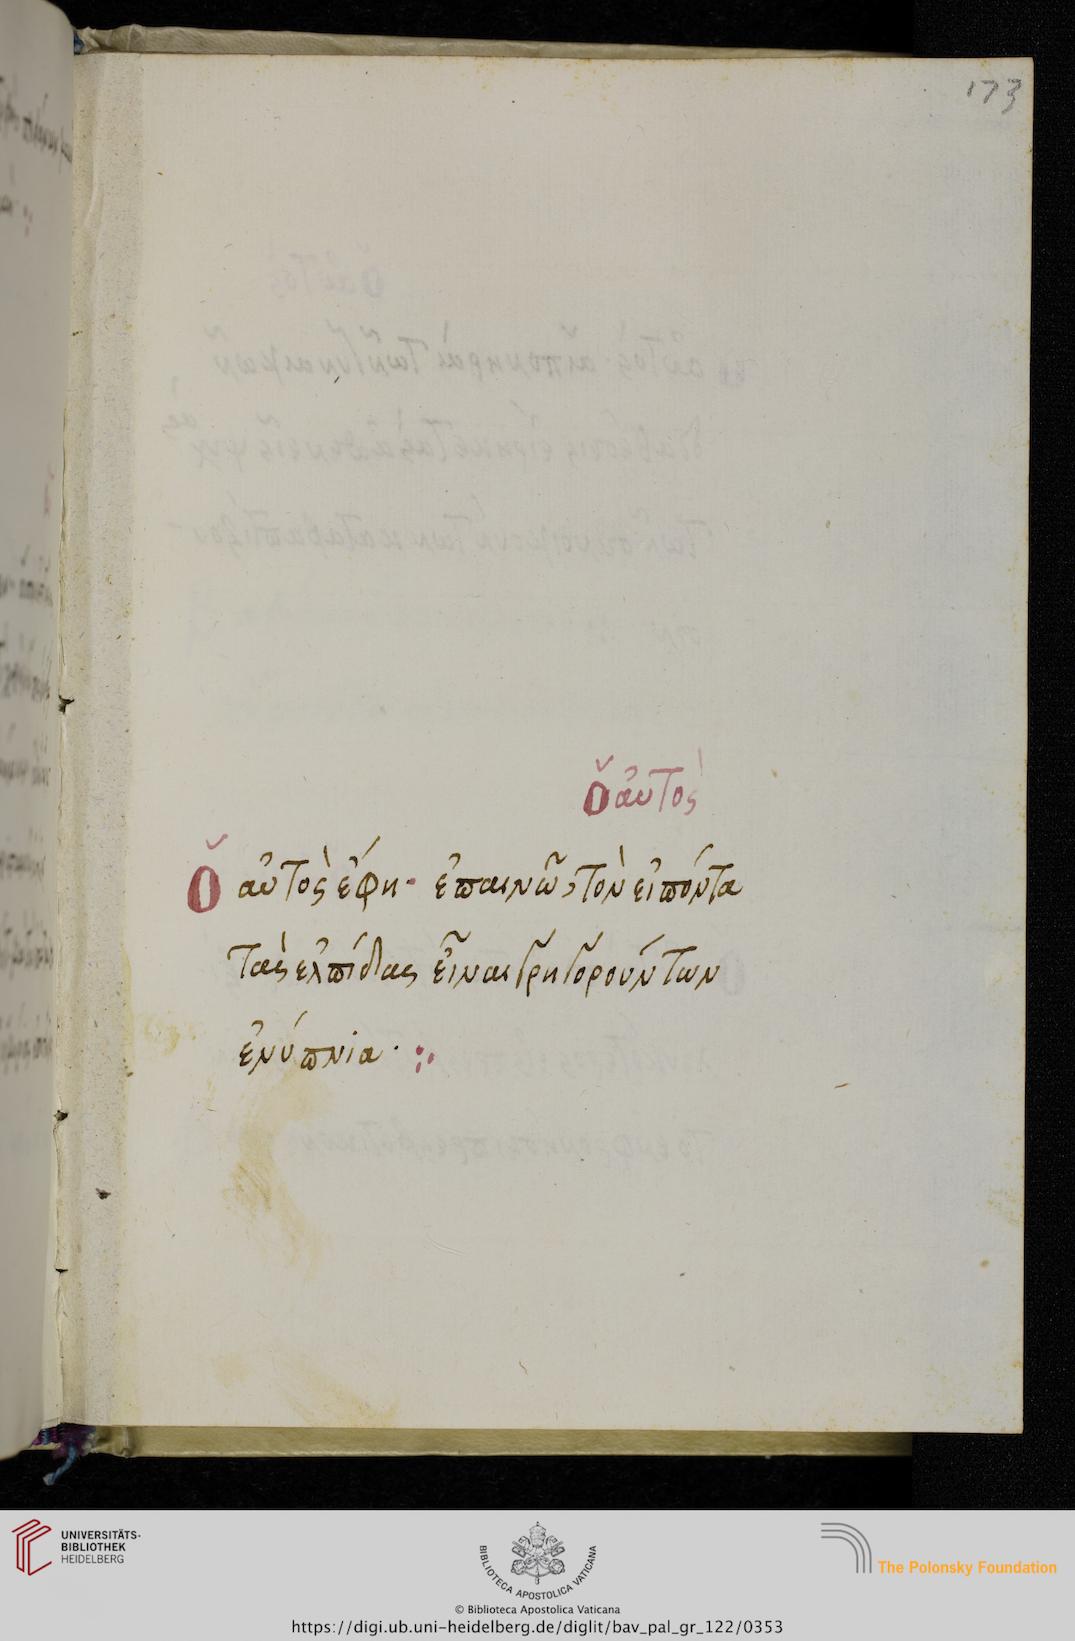 173
Ὁ αὐτὸς
Ὁ αὐτὸς ἔφη· ἐπαινῶ, τὸν εἰπόντα
τὰς ἐλπίδας εἶναι γρηγορούντων
ἐνύπνια·
UNIVERSITÄTS-
BIBLIOTHEK
HEIDELBERG
BIBLIOTECA APOSTOLICA VATICANA
The Polonsky Foundation
© Biblioteca Apostolica Vaticana
https://digi.ub.uni-heidelberg.de/diglit/bav_pal_gr_122/0353